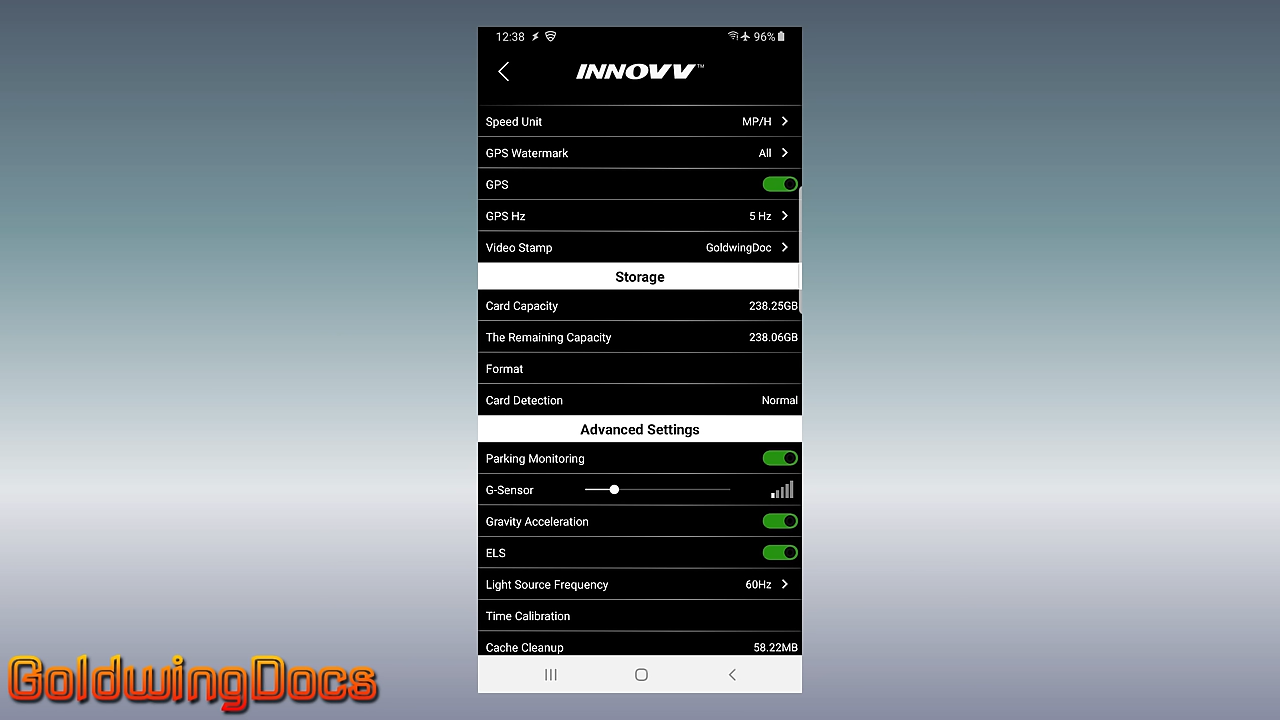 12:38 96%
INNOVV™
Speed Unit MP/H
GPS Watermark All
GPS
GPS Hz 5 Hz
Video Stamp GoldwingDoc
Storage
Card Capacity 238.25GB
The Remaining Capacity 238.06GB
Format
Card Detection Normal
Advanced Settings
Parking Monitoring
G-Sensor
Gravity Acceleration
ELS
Light Source Frequency 60Hz
Time Calibration
Cache Cleanup 58.22MB
GoldwingDocs